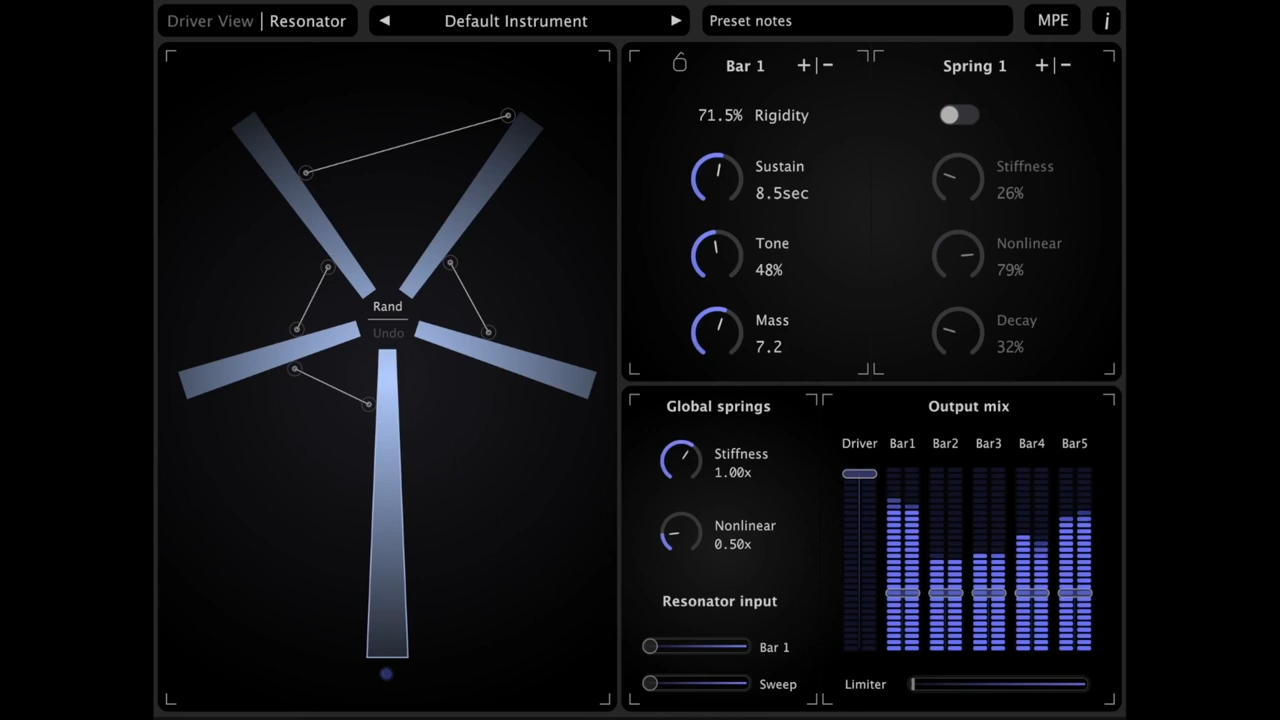 Driver View | Resonator
◀ Default Instrument ▶
Preset notes
MPE
i
Rand
Undo
Bar 1 + | -
71.5% Rigidity
Sustain
8.5sec
Tone
48%
Mass
7.2
Spring 1 + | -
Stiffness
26%
Nonlinear
79%
Decay
32%
Global springs
Stiffness
1.00x
Nonlinear
0.50x
Resonator input
Bar 1
Sweep
Output mix
Driver Bar1 Bar2 Bar3 Bar4 Bar5
Limiter